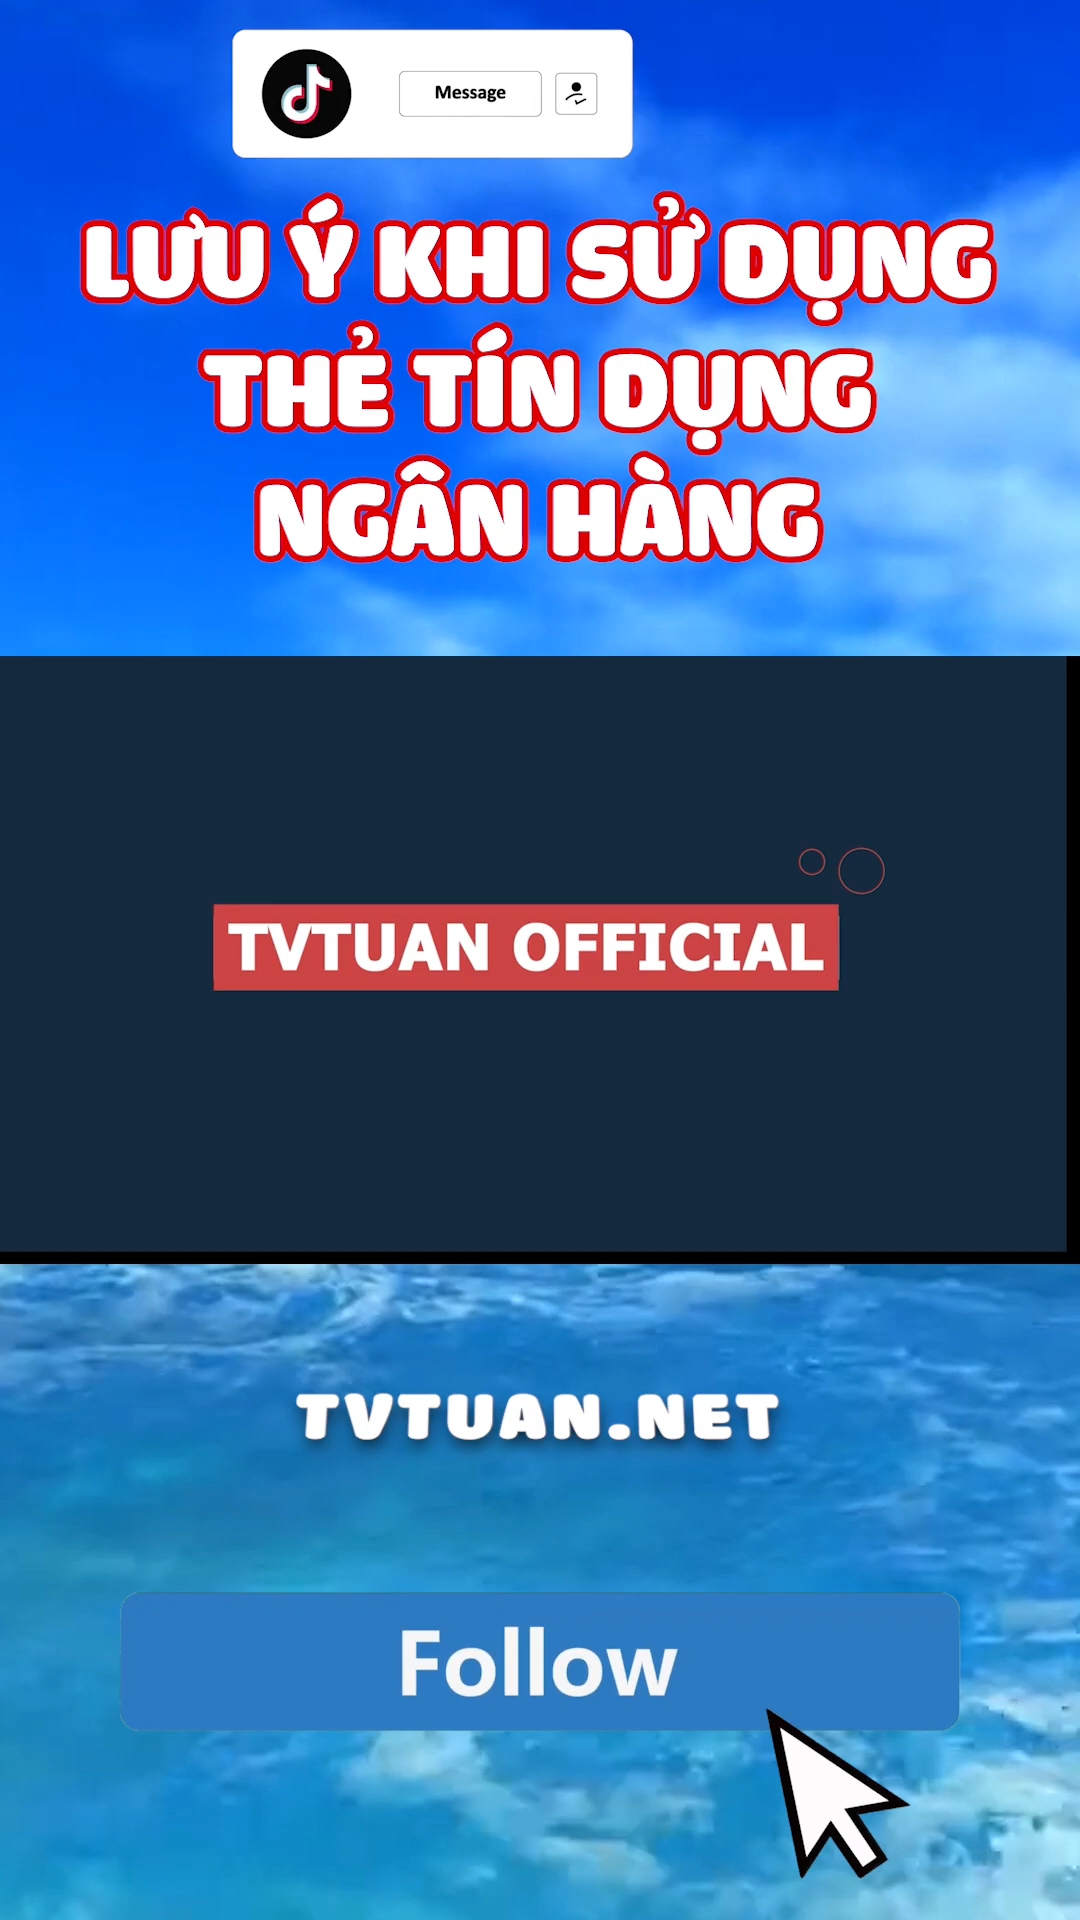 Message
LƯU Ý KHI SỬ DỤNG
THẺ TÍN DỤNG
NGÂN HÀNG
TVTUAN OFFICIAL
TVTUAN.NET
Follow